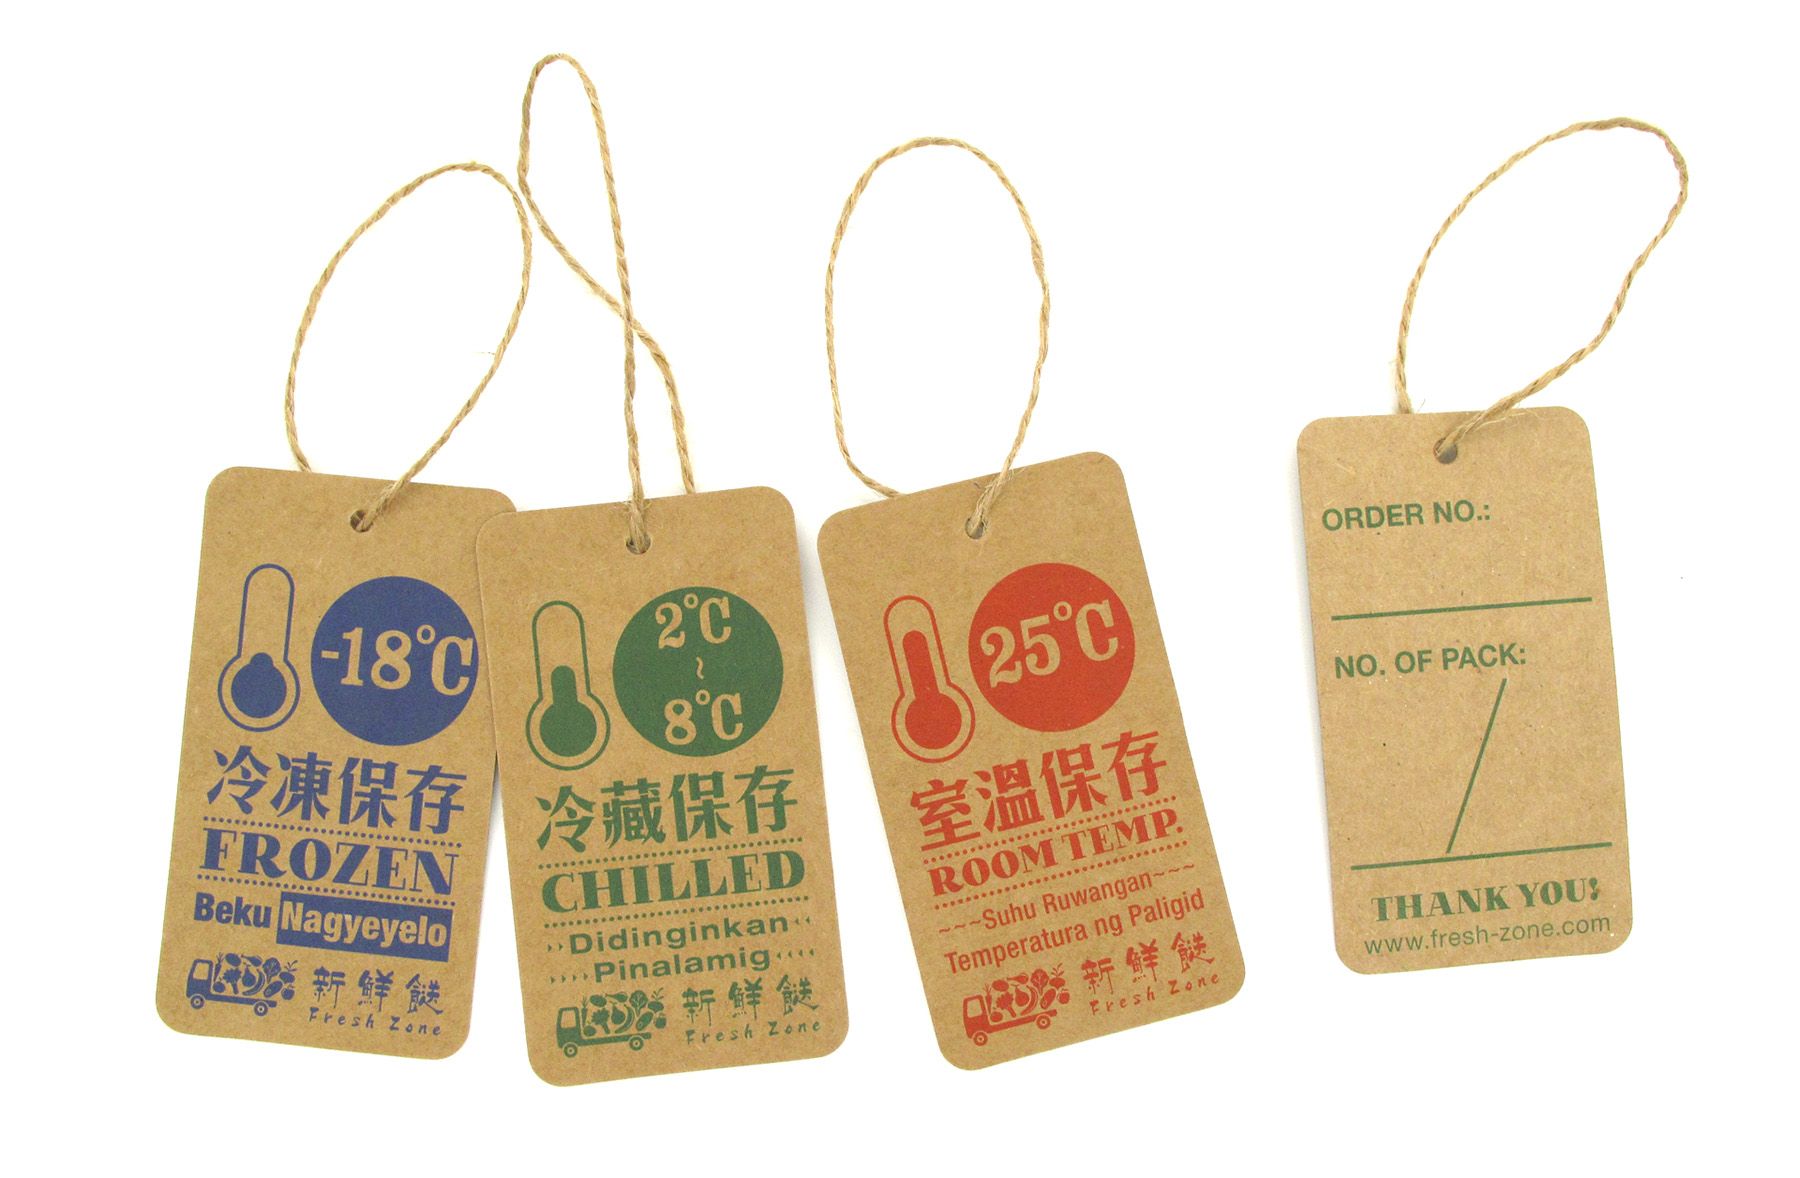 -18°C
冷凍保存
FROZEN
Beku Nagyeyelo
新鮮餸
Fresh Zone
2°C
~
8°C
冷藏保存
CHILLED
››Didinginkan‹‹
››››Pinalamig‹‹‹‹
新鮮餸
Fresh Zone
25°C
室溫保存
ROOM TEMP.
~~~Suhu Ruwangan~~~
Temperatura ng Paligid
新鮮餸
Fresh Zone
ORDER NO.:
NO. OF PACK:
/
THANK YOU!
www.fresh-zone.com